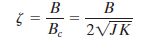 ζ = B / B_c = B / 2√JK